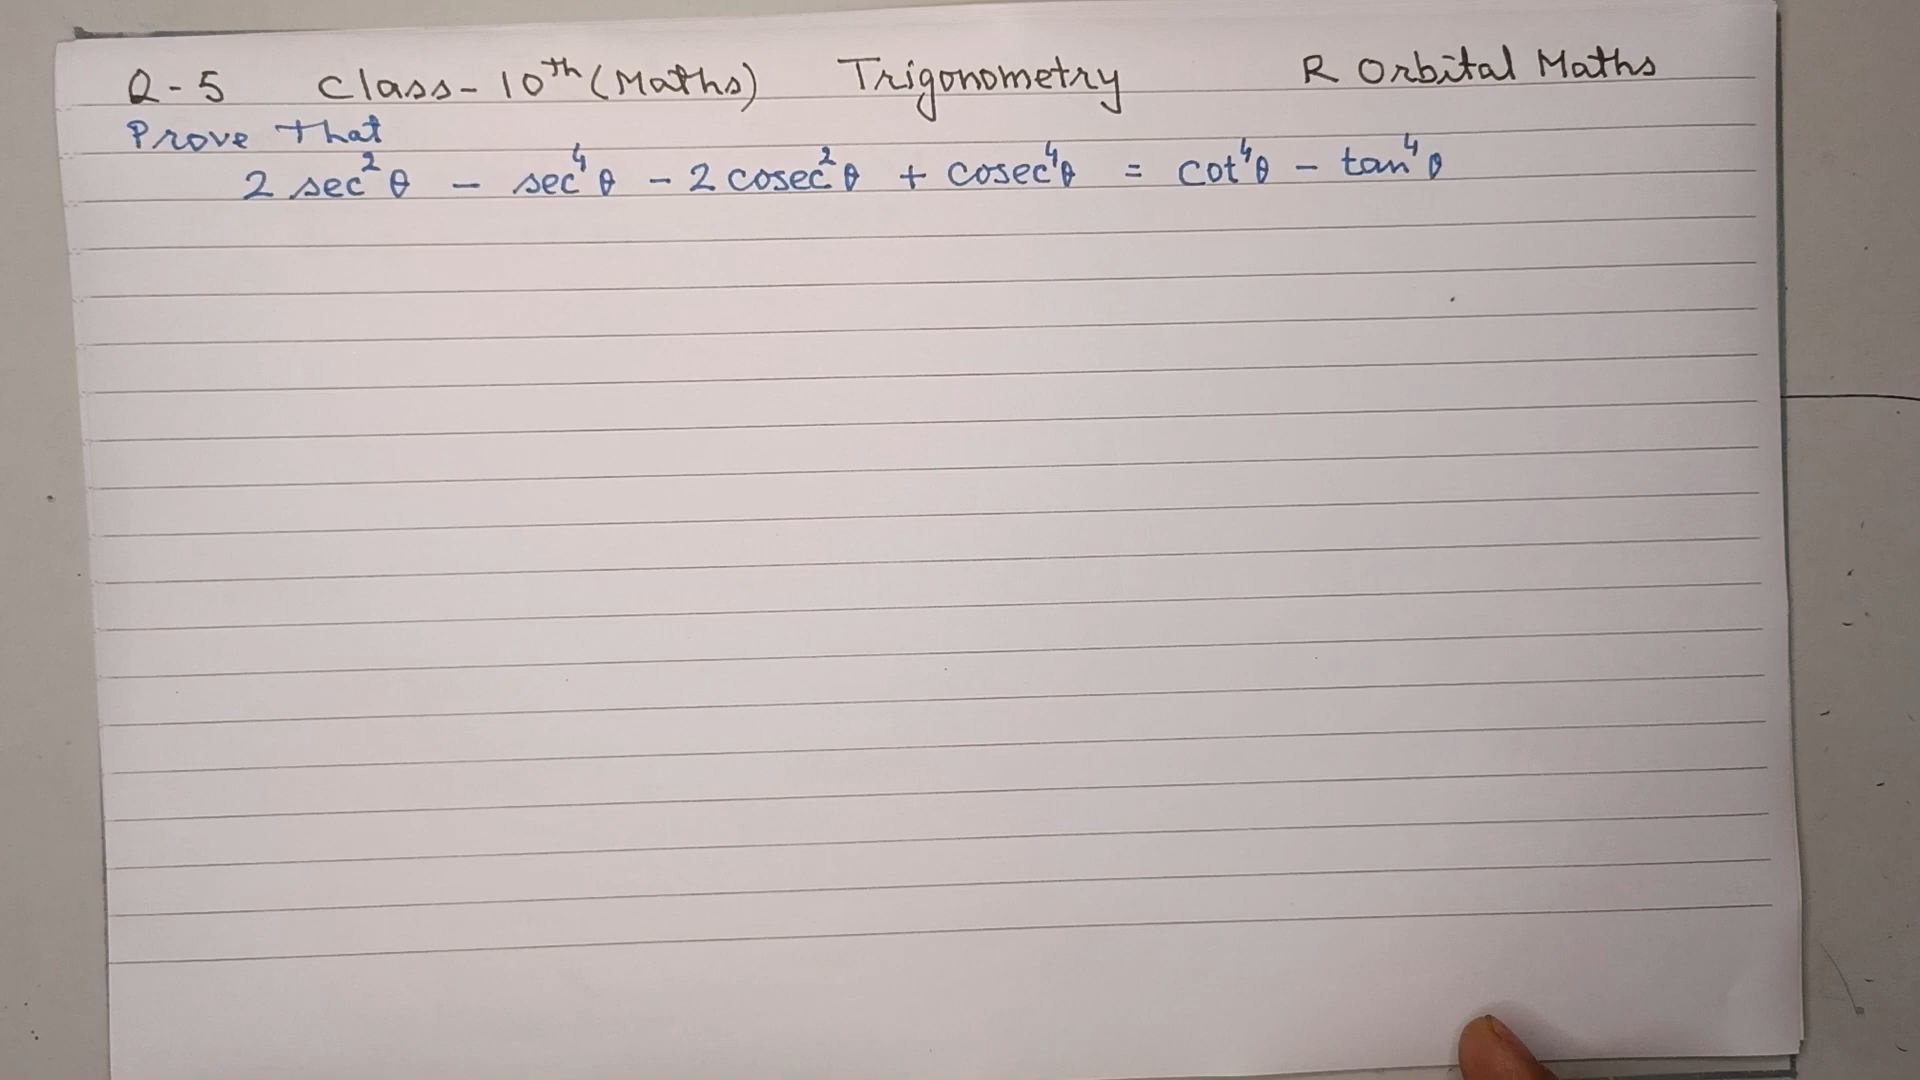 Q-5 Class-10th (Maths) Trigonometry R Orbital Maths
Prove that
2 sec²θ - sec⁴θ - 2 cosec²θ + cosec⁴θ = cot⁴θ - tan⁴θ